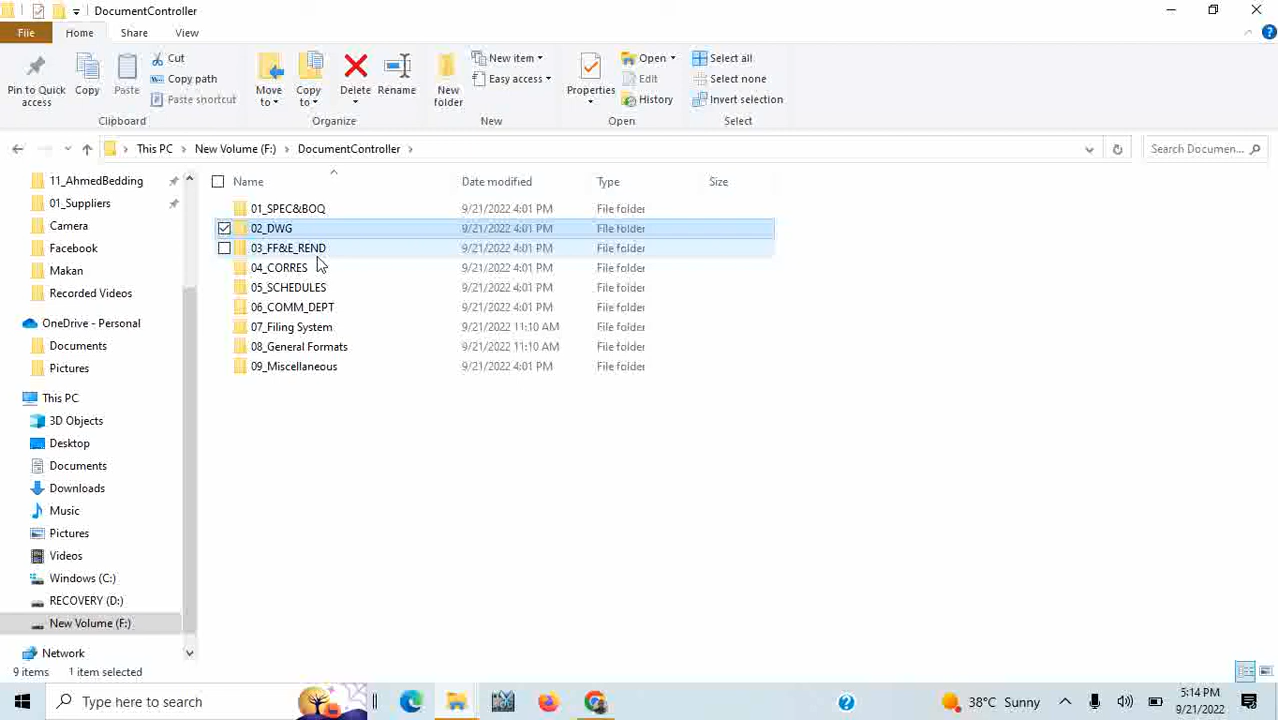 DocumentController
File Home Share View
Pin to Quick access
Copy
Paste
Cut
Copy path
Paste shortcut
Clipboard
Move to
Copy to
Delete
Rename
Organize
New folder
New item
Easy access
New
Properties
Open
Edit
History
Open
Select all
Select none
Invert selection
Select
This PC > New Volume (F:) > DocumentController >
Search Documen...
11_AhmedBedding
01_Suppliers
Camera
Facebook
Makan
Recorded Videos
OneDrive - Personal
Documents
Pictures
This PC
3D Objects
Desktop
Documents
Downloads
Music
Pictures
Videos
Windows (C:)
RECOVERY (D:)
New Volume (F:)
Network
Name Date modified Type Size
01_SPEC&BOQ 9/21/2022 4:01 PM File folder
02_DWG 9/21/2022 4:01 PM File folder
03_FF&E_REND 9/21/2022 4:01 PM File folder
04_CORRES 9/21/2022 4:01 PM File folder
05_SCHEDULES 9/21/2022 4:01 PM File folder
06_COMM_DEPT 9/21/2022 4:01 PM File folder
07_Filing System 9/21/2022 11:10 AM File folder
08_General Formats 9/21/2022 11:10 AM File folder
09_Miscellaneous 9/21/2022 4:01 PM File folder
9 items 1 item selected
Type here to search
38°C Sunny
5:14 PM
9/21/2022